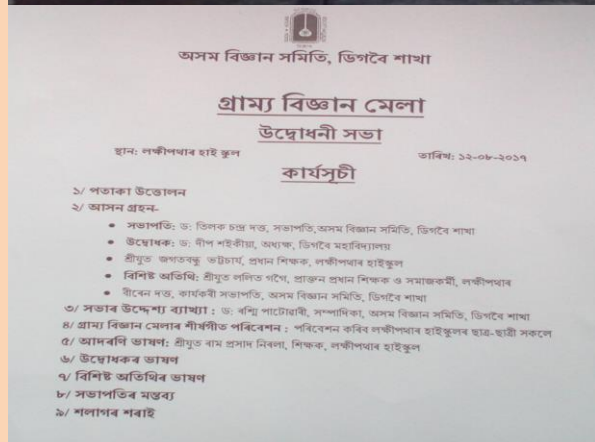 অসম বিজ্ঞান সমিতি, ডিগবৈ শাখা
গ্ৰাম্য বিজ্ঞান মেলা
উদ্বোধনী সভা
স্থান: লক্ষীপথাৰ হাই স্কুল
তাৰিখ: ১২-০৮-২০১৭
কাৰ্যসূচী
১/ পতাকা উত্তোলন
২/ আসন গ্ৰহন-
• সভাপতি: ড: তিলক চন্দ্ৰ দত্ত, সভাপতি,অসম বিজ্ঞান সমিতি, ডিগবৈ শাখা
• উদ্বোধক: ড: দীপ শইকীয়া, অধ্যক্ষ, ডিগবৈ মহাবিদ্যালয়
• শ্ৰীযুত জগতবন্ধু ভট্টাচাৰ্য, প্ৰধান শিক্ষক, লক্ষীপথাৰ হাইস্কুল
• বিশিষ্ট অতিথি: শ্ৰীযুত ললিত গগৈ, প্ৰাক্তন প্ৰধান শিক্ষক ও সমাজকৰ্মী, লক্ষীপথাৰ
• বীৰেন দত্ত, কাৰ্যকৰী সভাপতি, অসম বিজ্ঞান সমিতি, ডিগবৈ শাখা
৩/ সভাৰ উদ্দেশ্য ব্যাখ্যা : ড: ৰশ্মি পাটোৱাৰী, সম্পাদিকা, অসম বিজ্ঞান সমিতি, ডিগবৈ শাখা
৪/ গ্ৰাম্য বিজ্ঞান মেলাৰ শীৰ্ষগীত পৰিবেশন : পৰিবেশন কৰিব লক্ষীপথাৰ হাইস্কুলৰ ছাত্ৰ-ছাত্ৰী সকলে
৫/ আদৰণি ভাষণ: শ্ৰীযুত ৰাম প্ৰসাদ নিৰলা, শিক্ষক, লক্ষীপথাৰ হাইস্কুল
৬/ উদ্বোধকৰ ভাষণ
৭/ বিশিষ্ট অতিথিৰ ভাষণ
৮/ সভাপতিৰ মন্তব্য
৯/ শলাগৰ শৰাই